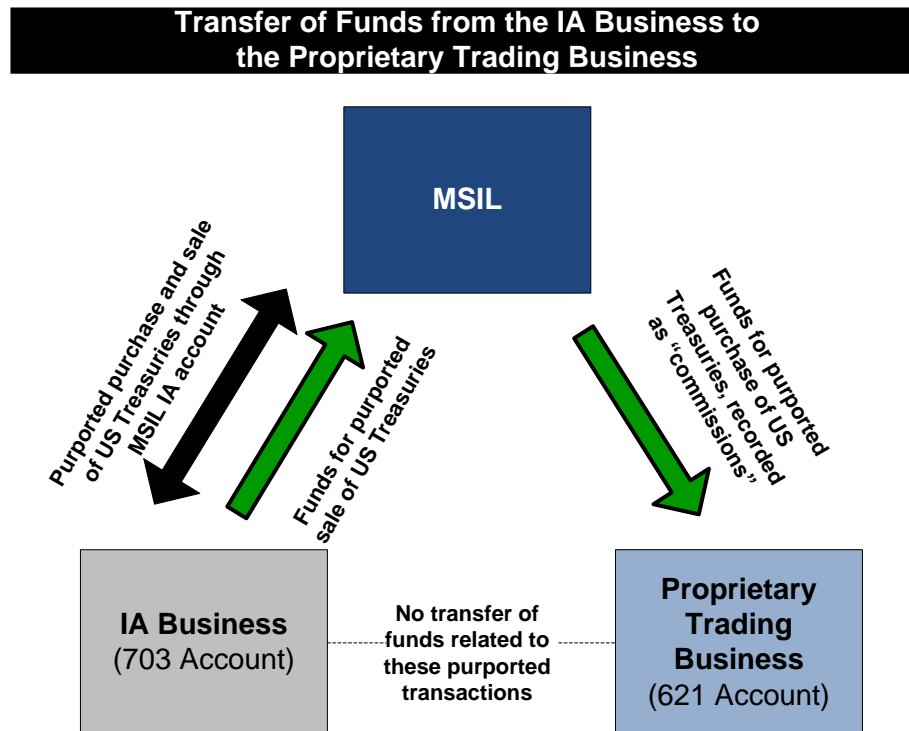 Transfer of Funds from the IA Business to
the Proprietary Trading Business
MSIL
Purported purchase and sale
of US Treasuries through
MSIL IA account
Funds for purported
sale of US Treasuries
Funds for purported
purchase of US
Treasuries, recorded
as “commissions”
IA Business
(703 Account)
No transfer of
funds related to
these purported
transactions
Proprietary
Trading
Business
(621 Account)